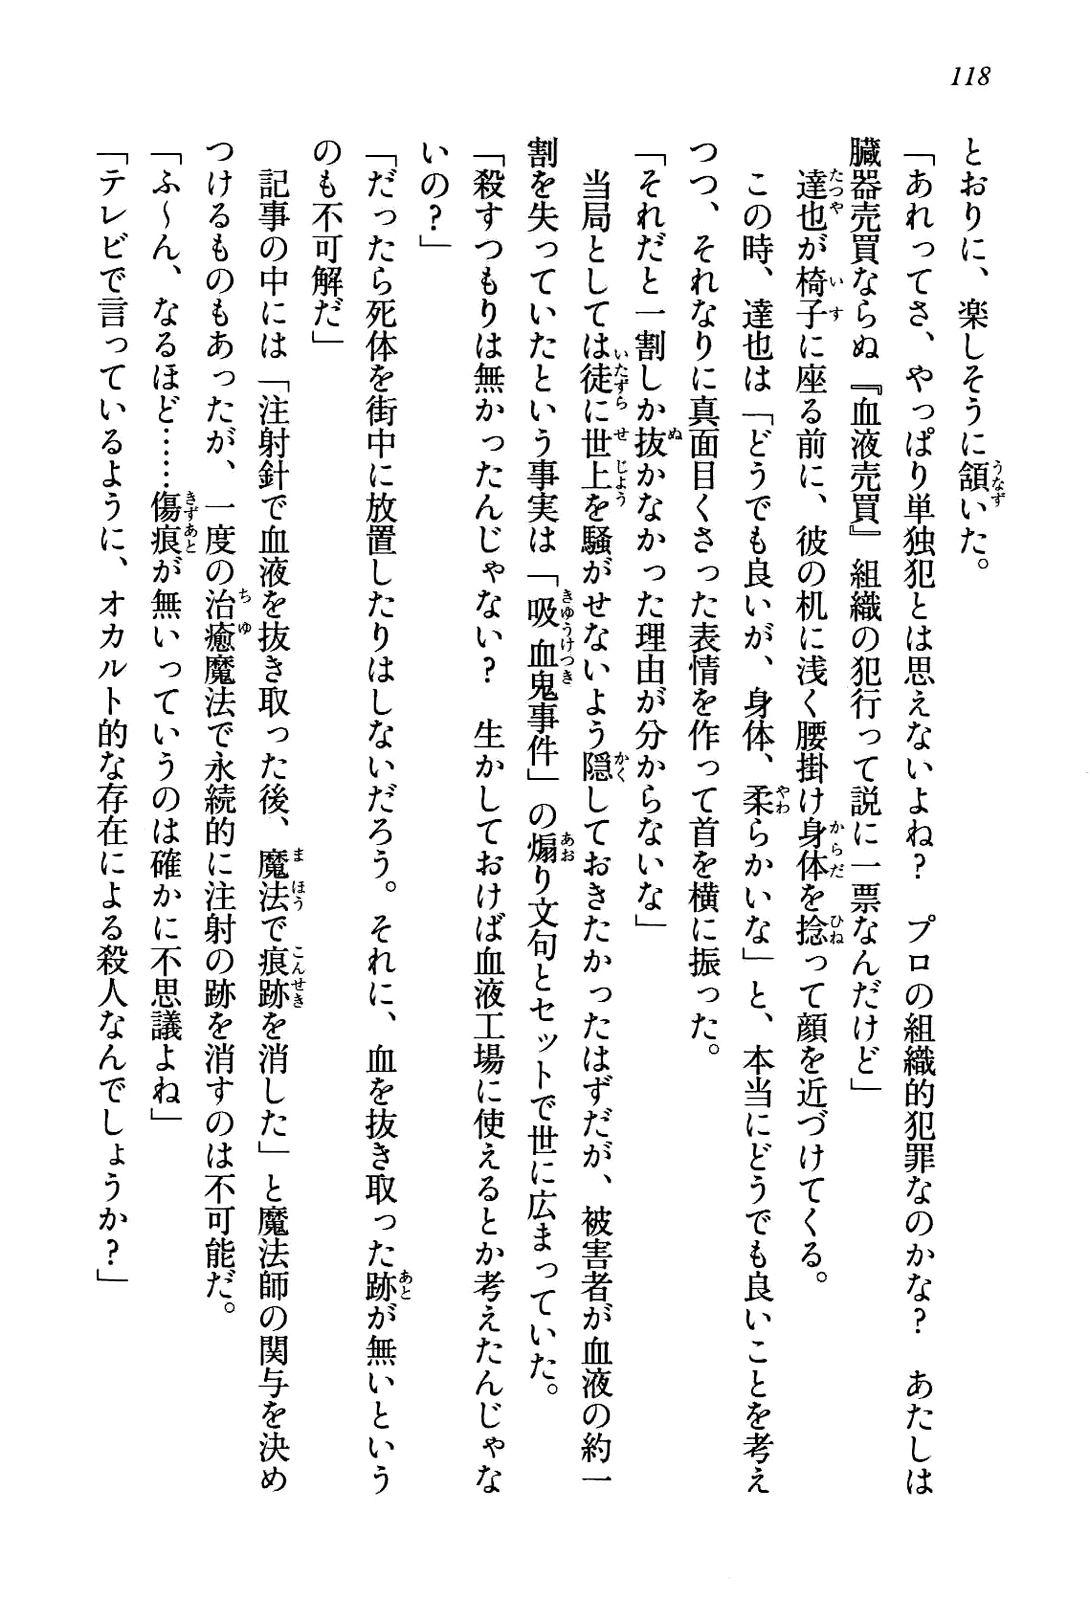 118
とおりに、楽しそうに頷いた。
「あれってさ、やっぱり単独犯とは思えないよね?　プロの組織的犯罪なのかな?　あたしは
臓器売買ならぬ『血液売買』組織の犯行って説に一票なんだけど」
達也が椅子に座る前に、彼の机に浅く腰掛け身体を捻って顔を近づけてくる。
この時、達也は「どうでも良いが、身体、柔らかいな」と、本当にどうでも良いことを考え
つつ、それなりに真面目くさった表情を作って首を横に振った。
「それだと一割しか抜かなかった理由が分からないな」
当局としては徒に世上を騒がせないよう隠しておきたかったはずだが、被害者が血液の約一
割を失っていたという事実は「吸血鬼事件」の煽り文句とセットで世に広まっていた。
「殺すつもりは無かったんじゃない?　生かしておけば血液工場に使えるとか考えたんじゃな
いの?」
「だったら死体を街中に放置したりはしないだろう。それに、血を抜き取った跡が無いという
のも不可解だ」
記事の中には「注射針で血液を抜き取った後、魔法で痕跡を消した」と魔法師の関与を決め
つけるものもあったが、一度の治癒魔法で永続的に注射の跡を消すのは不可能だ。
「ふ〜ん、なるほど……傷痕が無いっていうのは確かに不思議よね」
「テレビで言っているように、オカルト的な存在による殺人なんでしょうか?」